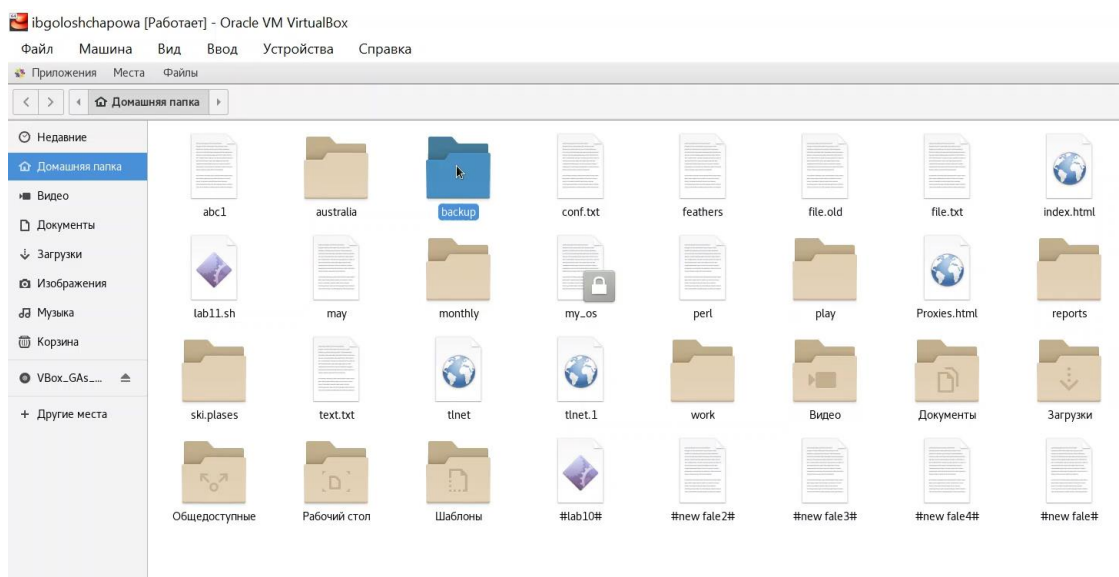 ibgoloshchapowa [Работает] - Oracle VM VirtualBox
Файл Машина Вид Ввод Устройства Справка
Приложения Места Файлы
Домашняя папка
Недавние
Домашняя папка
Видео
Документы
Загрузки
Изображения
Музыка
Корзина
VBox_GAs_...
+ Другие места
abc1 australia backup conf.txt feathers file.old file.txt index.html
lab11.sh may monthly my_os perl play Proxies.html reports
ski.plases text.txt tlnet tlnet.1 work Видео Документы Загрузки
Общедоступные Рабочий стол Шаблоны #lab10# #new fale2# #new fale3# #new fale4# #new fale#